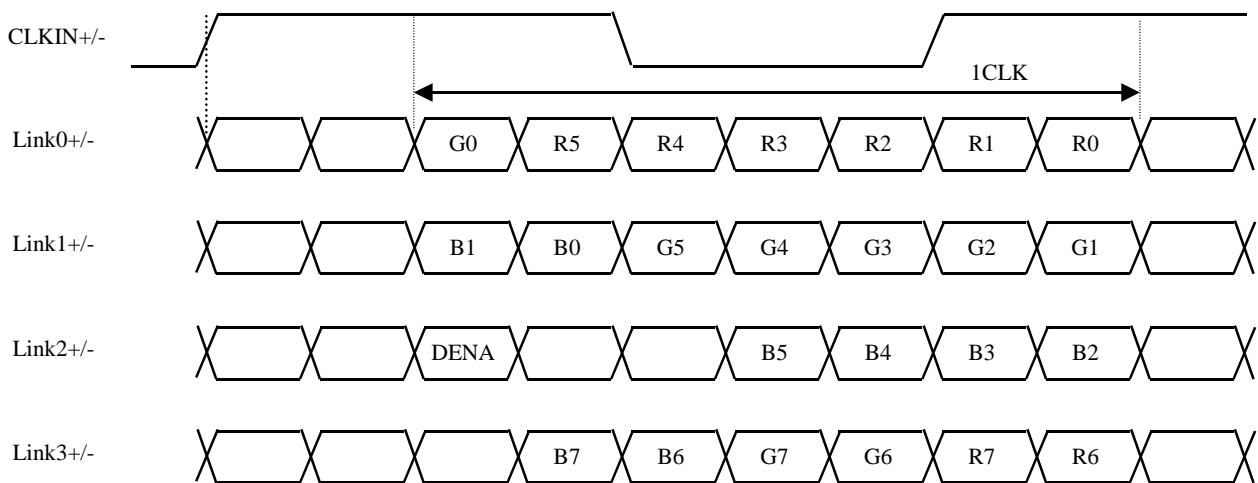 CLKIN+/-
1CLK
Link0+/- G0 R5 R4 R3 R2 R1 R0
Link1+/- B1 B0 G5 G4 G3 G2 G1
Link2+/- DENA B5 B4 B3 B2
Link3+/- B7 B6 G7 G6 R7 R6